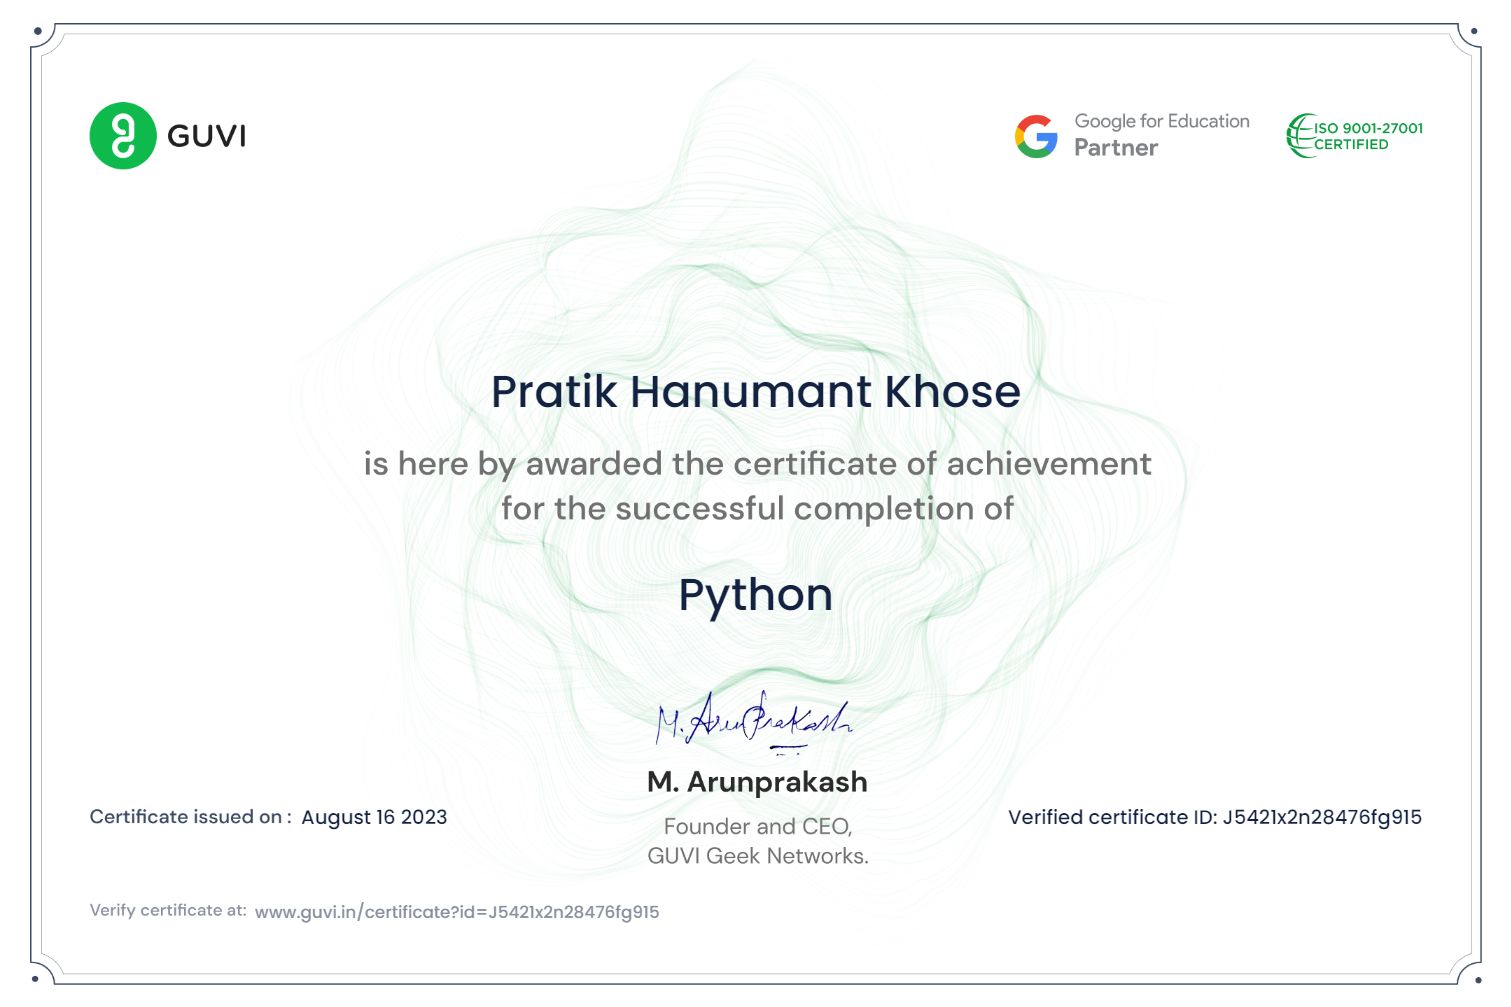 GUVI
Google for Education
Partner
ISO 9001-27001
CERTIFIED
Pratik Hanumant Khose
is here by awarded the certificate of achievement
for the successful completion of
Python
M. ArunPrakash
M. Arunprakash
Founder and CEO,
GUVI Geek Networks.
Certificate issued on : August 16 2023
Verified certificate ID: J5421x2n28476fg915
Verify certificate at: www.guvi.in/certificate?id=J5421x2n28476fg915